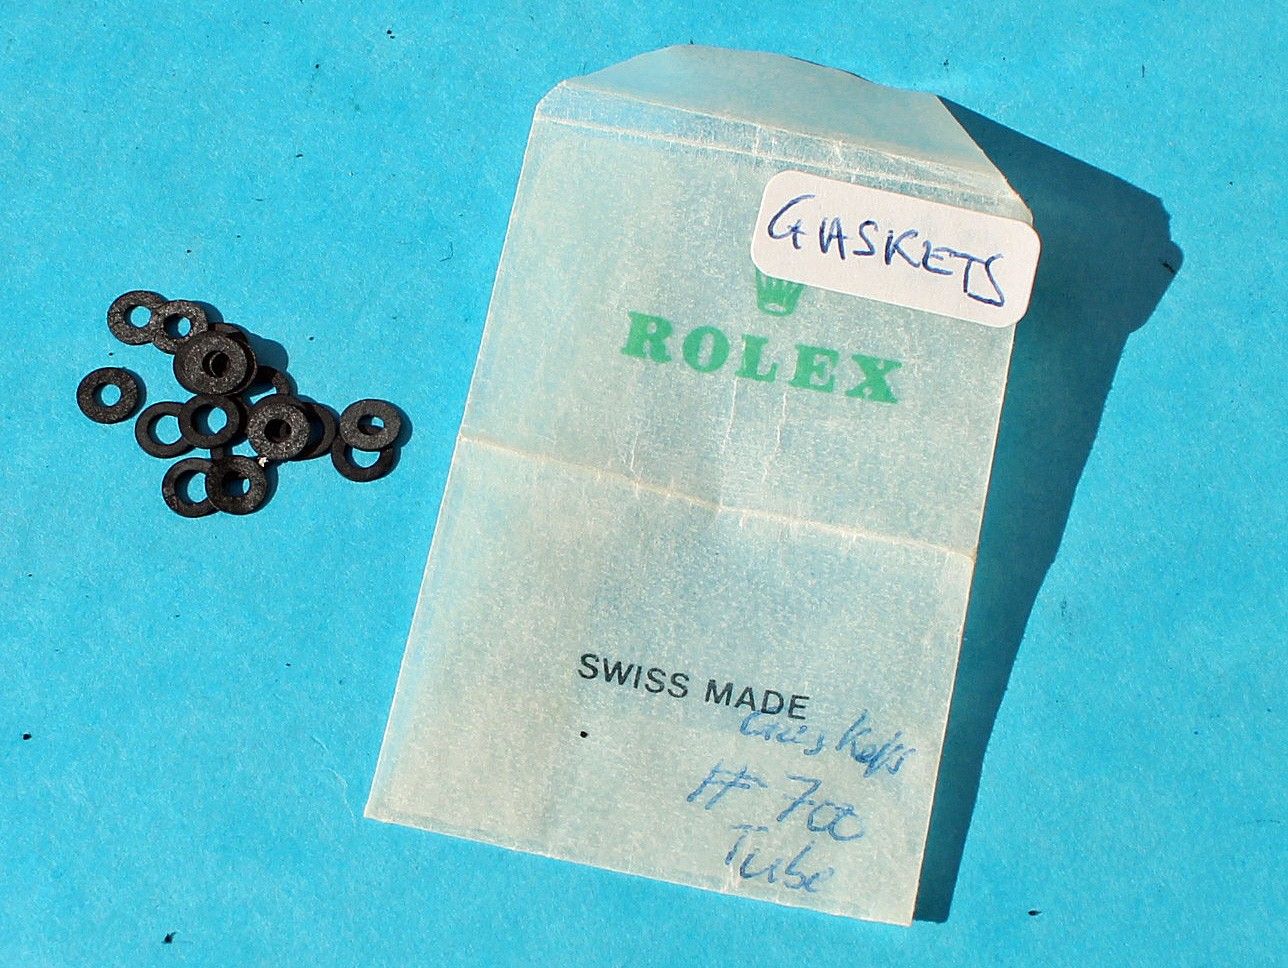 GASKETS
ROLEX
SWISS MADE
Gaskets
# 700
Tube